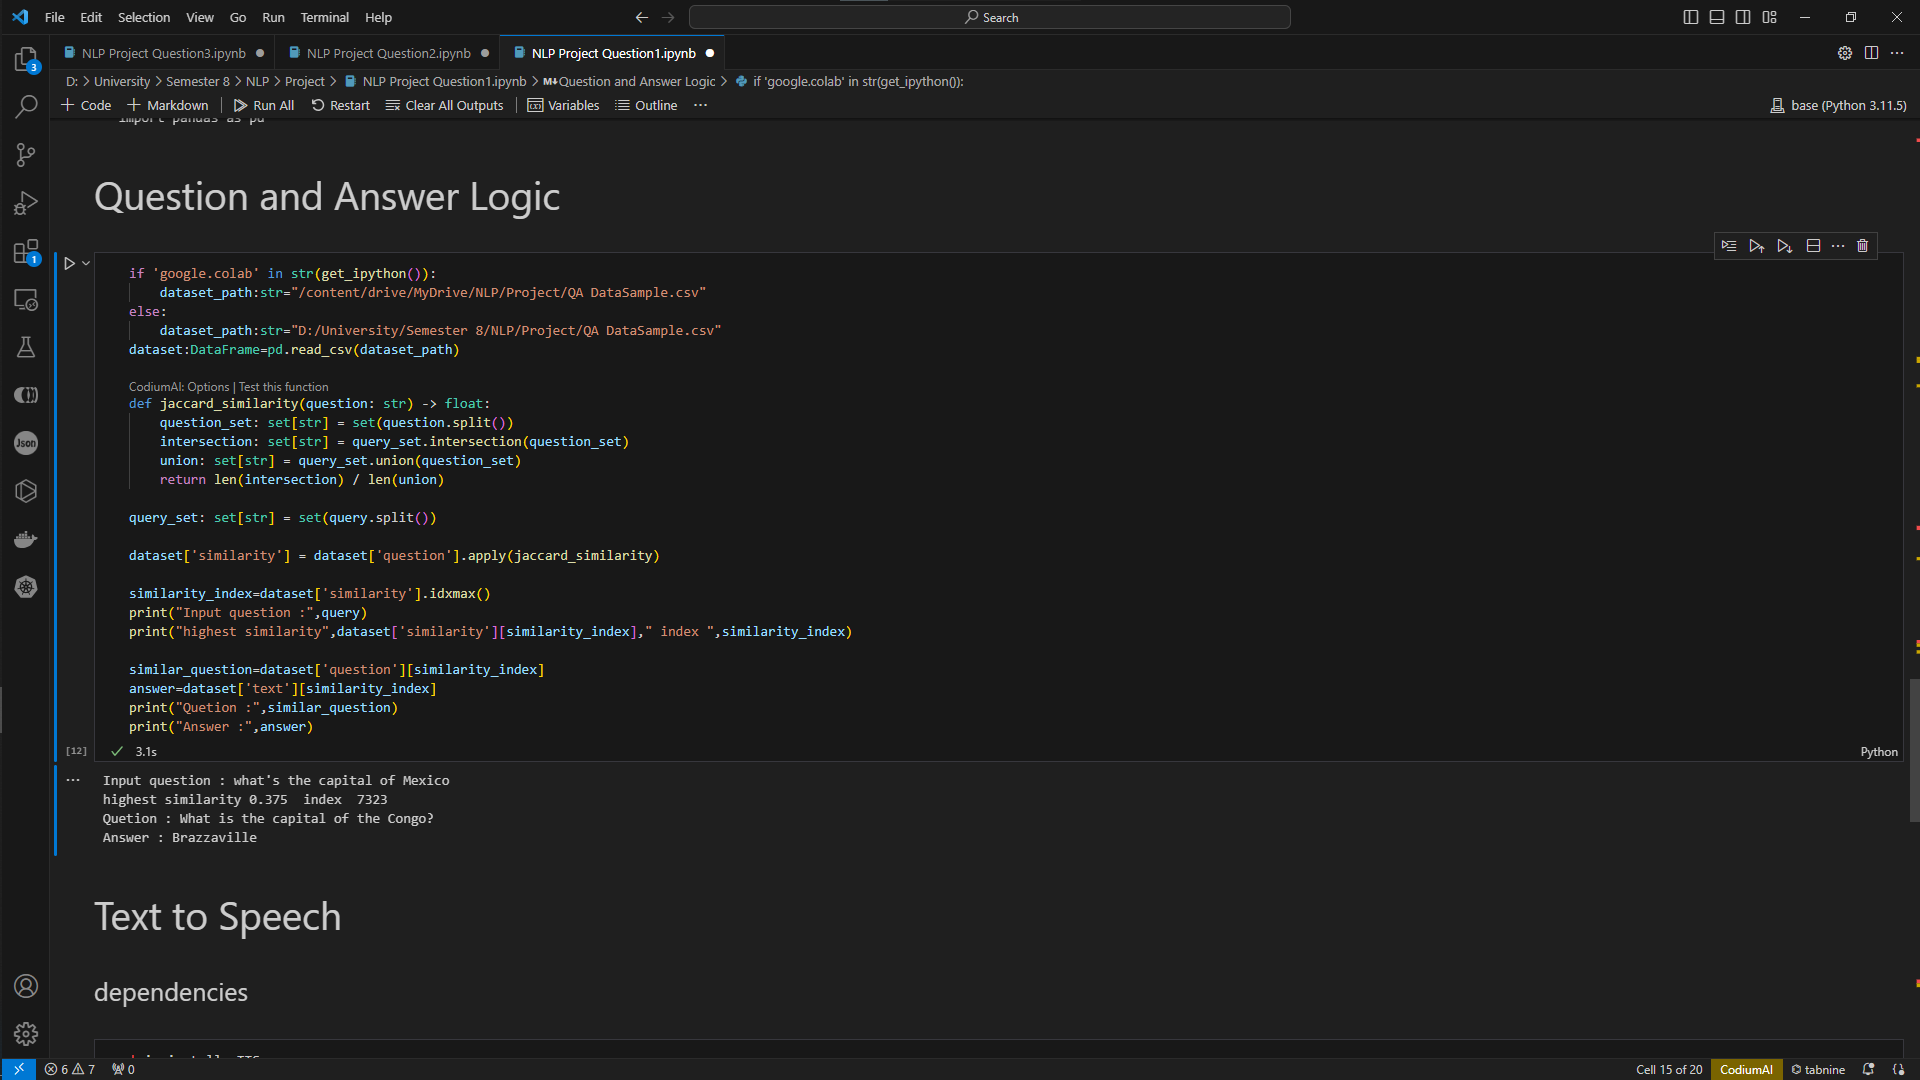 File Edit Selection View Go Run Terminal Help
Search
NLP Project Question3.ipynb
NLP Project Question2.ipynb
NLP Project Question1.ipynb
D: > University > Semester 8 > NLP > Project > NLP Project Question1.ipynb > M↓Question and Answer Logic > if 'google.colab' in str(get_ipython()):
Code Markdown Run All Restart Clear All Outputs Variables Outline ...
base (Python 3.11.5)
import pandas as pd
Question and Answer Logic
if 'google.colab' in str(get_ipython()):
dataset_path:str="/content/drive/MyDrive/NLP/Project/QA DataSample.csv"
else:
dataset_path:str="D:/University/Semester 8/NLP/Project/QA DataSample.csv"
dataset:DataFrame=pd.read_csv(dataset_path)
CodiumAI: Options | Test this function
def jaccard_similarity(question: str) -> float:
question_set: set[str] = set(question.split())
intersection: set[str] = query_set.intersection(question_set)
union: set[str] = query_set.union(question_set)
return len(intersection) / len(union)
query_set: set[str] = set(query.split())
dataset['similarity'] = dataset['question'].apply(jaccard_similarity)
similarity_index=dataset['similarity'].idxmax()
print("Input question :",query)
print("highest similarity",dataset['similarity'][similarity_index]," index ",similarity_index)
similar_question=dataset['question'][similarity_index]
answer=dataset['text'][similarity_index]
print("Quetion :",similar_question)
print("Answer :",answer)
[12] 3.1s
Python
Input question : what's the capital of Mexico
highest similarity 0.375  index  7323
Quetion : What is the capital of the Congo?
Answer : Brazzaville
Text to Speech
dependencies
3
1
Json
6 7 0
Cell 15 of 20 CodiumAI tabnine